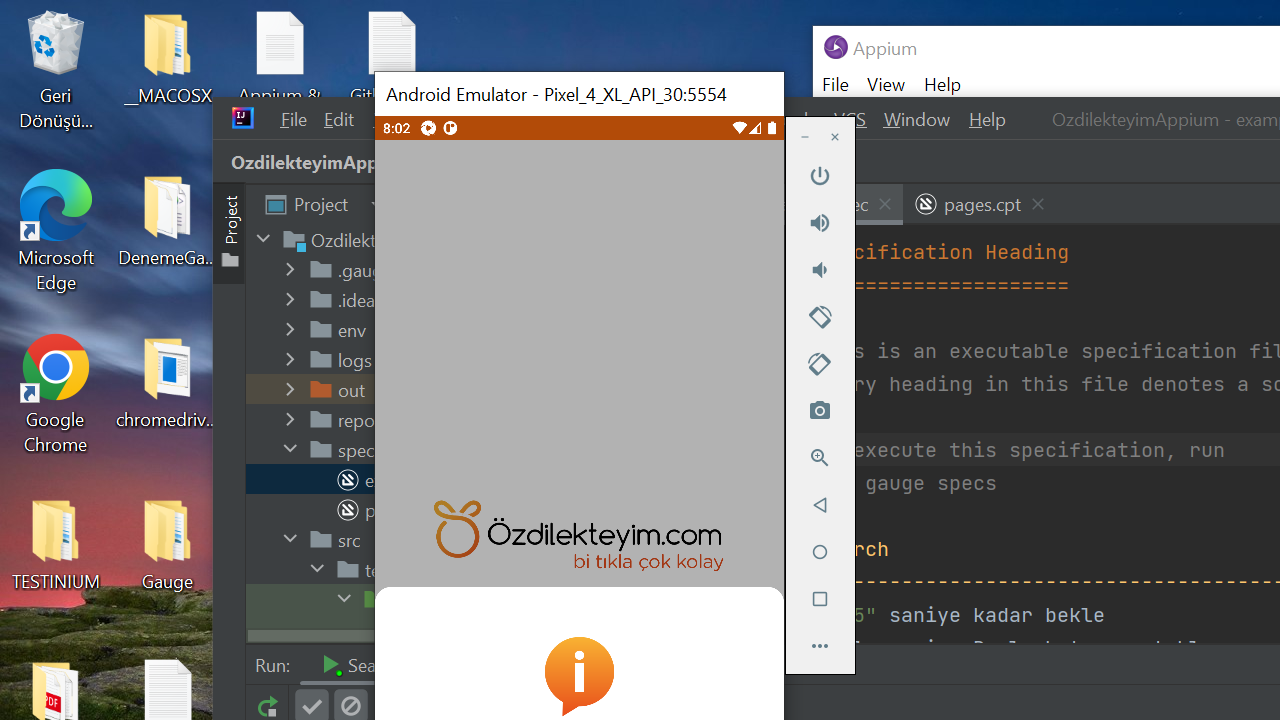 Geri
Dönüşü...
__MACOSX
Appium &
Microsoft
Edge
DenemeGa...
Google
Chrome
chromedriv...
TESTINIUM
Gauge
PDF
IJ
File Edit
OzdilekteyimApp
Project
Project
Ozdilekt
.gaug
.idea
env
logs
out
repo
spec
e
p
src
te
Run: Sea
Android Emulator - Pixel_4_XL_API_30:5554
8:02
Özdilekteyim.com
bi tıkla çok kolay
i
Appium
File View Help
VCS Window Help
OzdilekteyimAppium - exam
ec
pages.cpt
cification Heading
==================
s is an executable specification fil
ry heading in this file denotes a sc
execute this specification, run
gauge specs
rch
-----------------------------------
5" saniye kadar bekle